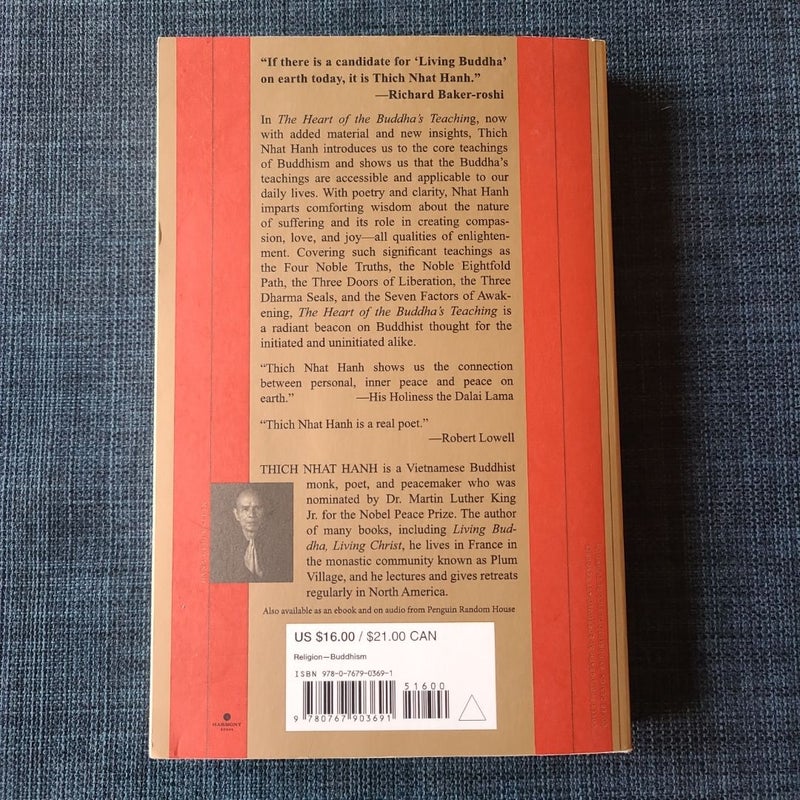 “If there is a candidate for ‘Living Buddha’
on earth today, it is Thich Nhat Hanh.”
—Richard Baker-roshi
In The Heart of the Buddha’s Teaching, now
with added material and new insights, Thich
Nhat Hanh introduces us to the core teachings
of Buddhism and shows us that the Buddha’s
teachings are accessible and applicable to our
daily lives. With poetry and clarity, Nhat Hanh
imparts comforting wisdom about the nature
of suffering and its role in creating compas-
sion, love, and joy—all qualities of enlighten-
ment. Covering such significant teachings as
the Four Noble Truths, the Noble Eightfold
Path, the Three Doors of Liberation, the Three
Dharma Seals, and the Seven Factors of Awak-
ening, The Heart of the Buddha’s Teaching is
a radiant beacon on Buddhist thought for the
initiated and uninitiated alike.
“Thich Nhat Hanh shows us the connection
between personal, inner peace and peace on
earth.” —His Holiness the Dalai Lama
“Thich Nhat Hanh is a real poet.”
—Robert Lowell
THICH NHAT HANH is a Vietnamese Buddhist
monk, poet, and peacemaker who was
nominated by Dr. Martin Luther King
Jr. for the Nobel Peace Prize. The author
of many books, including Living Bud-
dha, Living Christ, he lives in France in
the monastic community known as Plum
Village, and he lectures and gives retreats
regularly in North America.
Also available as an ebook and on audio from Penguin Random House
US $16.00 / $21.00 CAN
Religion—Buddhism
ISBN 978-0-7679-0369-1
51600
9 780767 903691
HARMONY
BOOKS